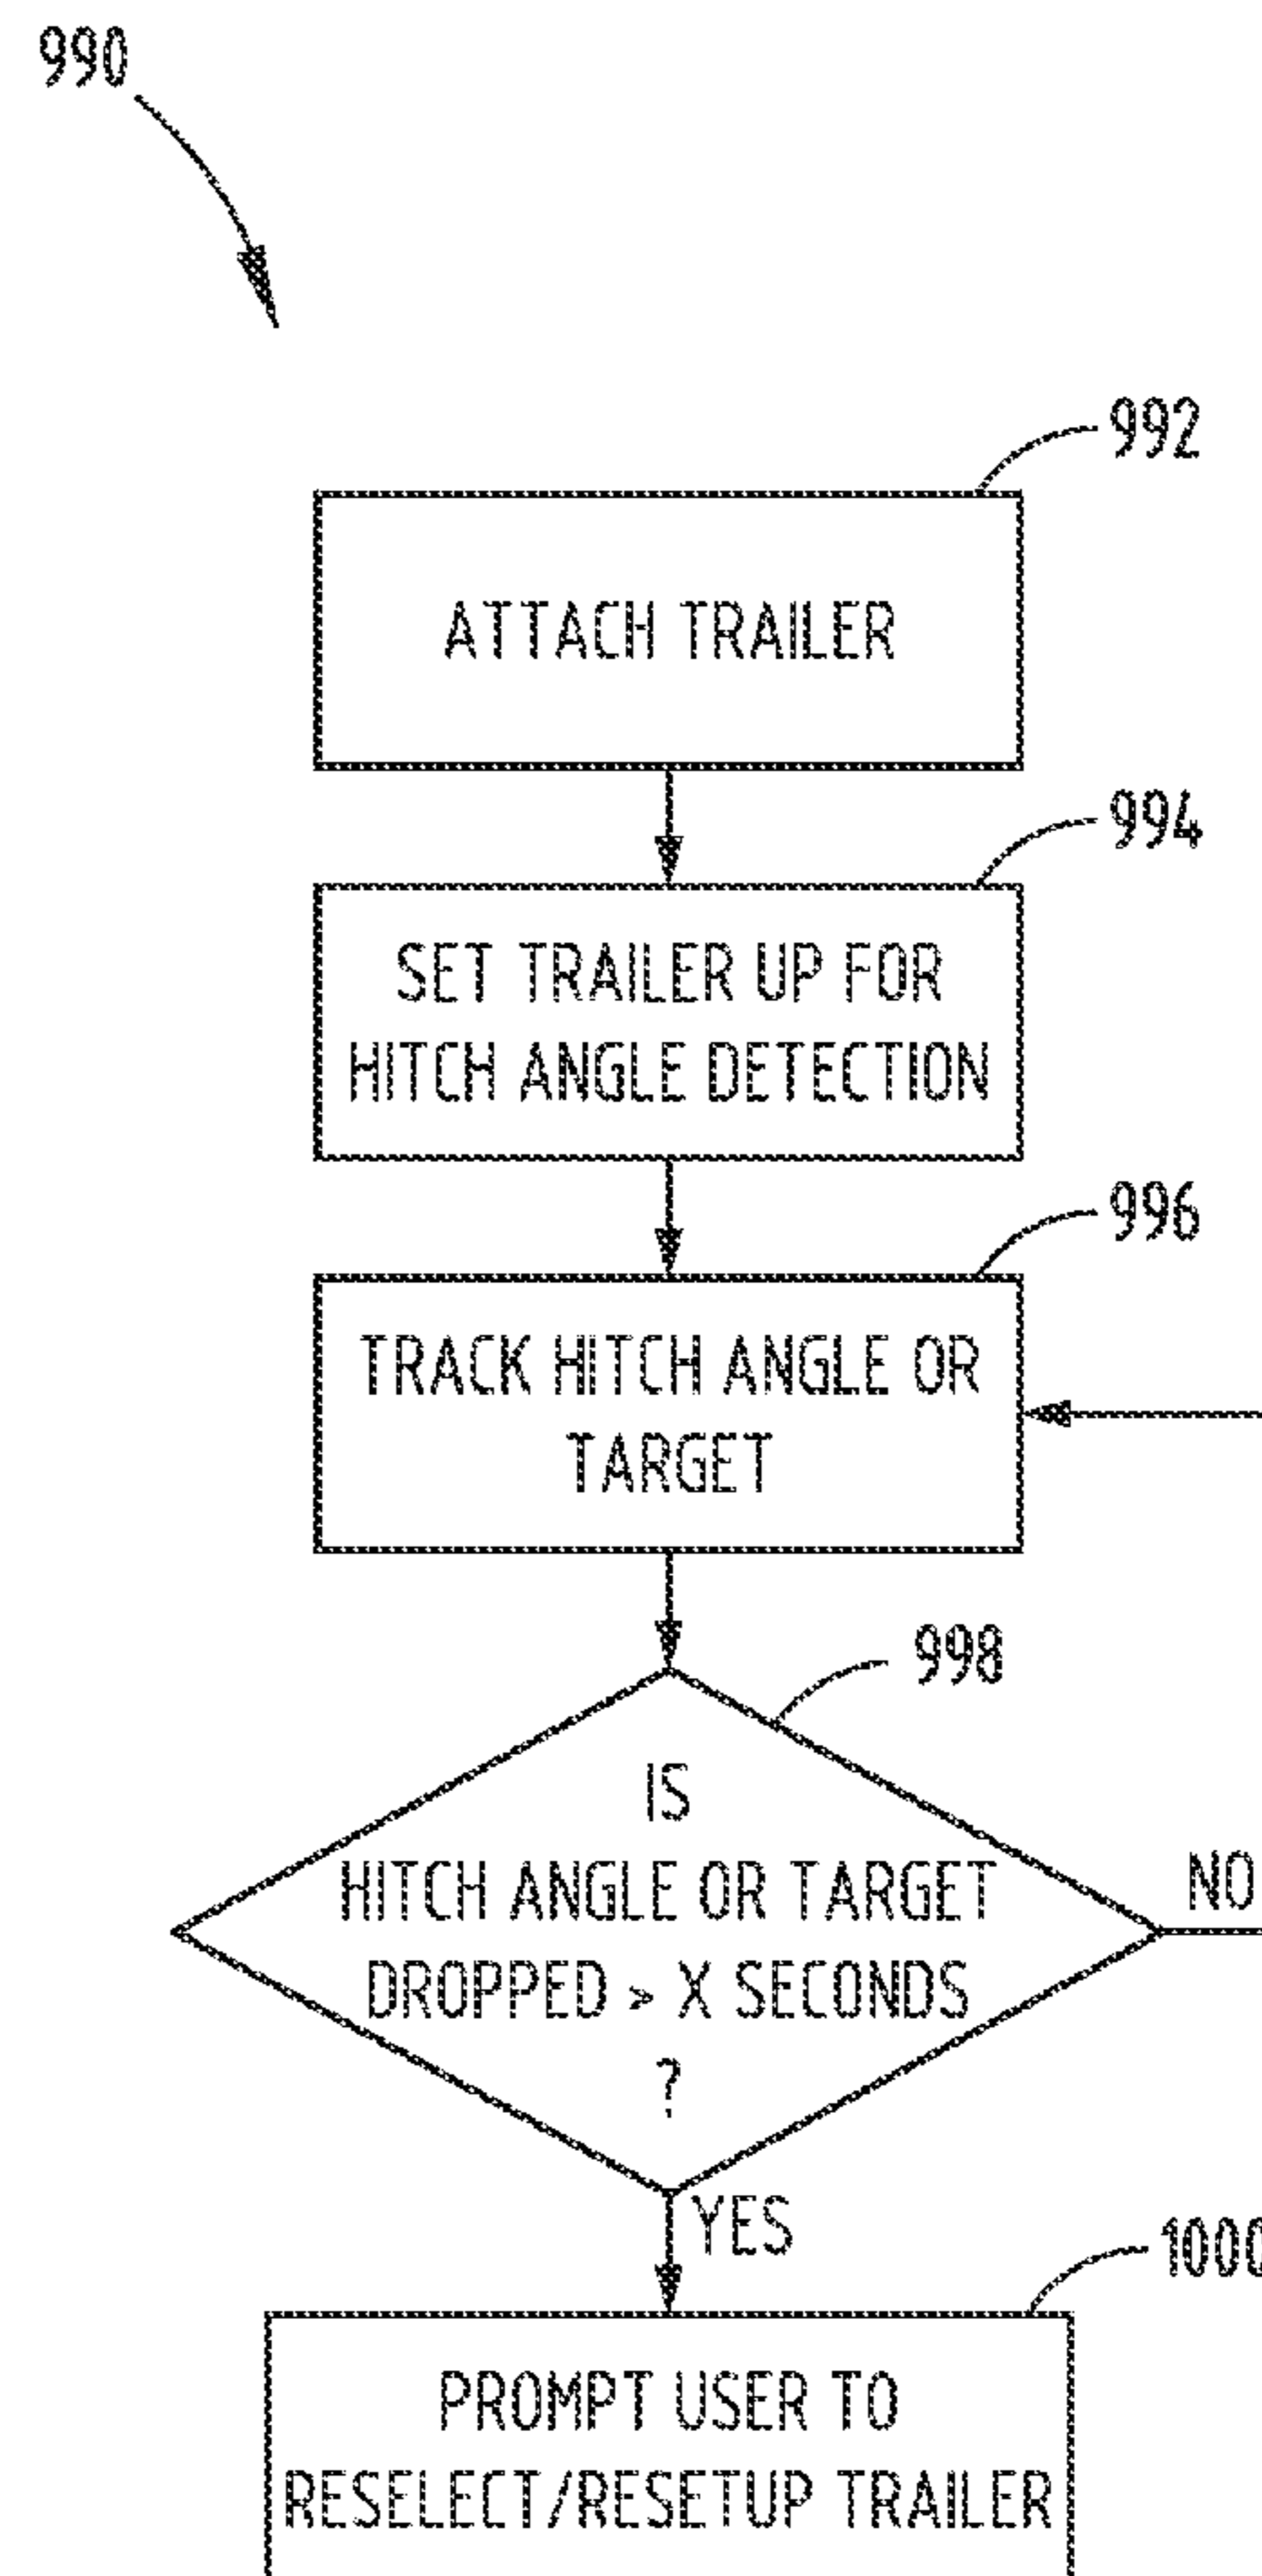 990
992
ATTACH TRAILER
994
SET TRAILER UP FOR
HITCH ANGLE DETECTION
996
TRACK HITCH ANGLE OR
TARGET
998
IS
HITCH ANGLE OR TARGET
DROPPED > X SECONDS
?
NO
YES
1000
PROMPT USER TO
RESELECT/RESETUP TRAILER